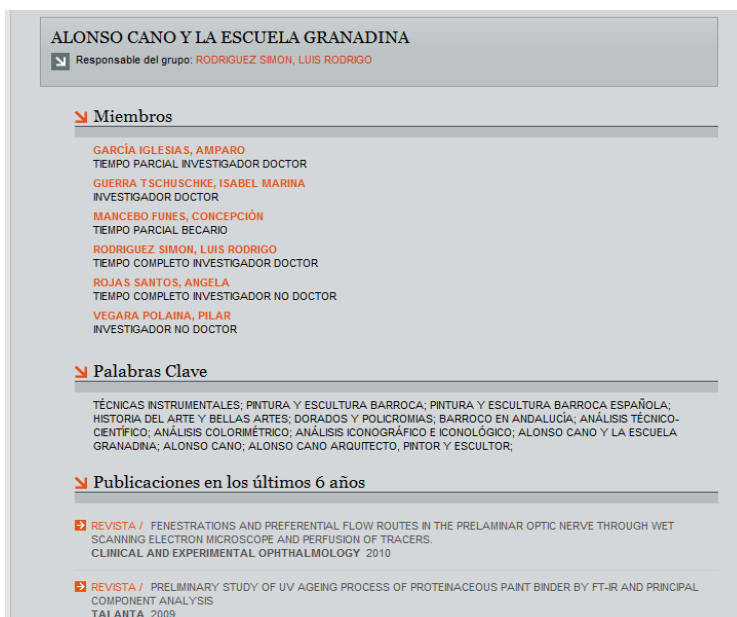 ALONSO CANO Y LA ESCUELA GRANADINA
Responsable del grupo: RODRIGUEZ SIMON, LUIS RODRIGO
Miembros
GARCÍA IGLESIAS, AMPARO
TIEMPO PARCIAL INVESTIGADOR DOCTOR
GUERRA TSCHUSCHKE, ISABEL MARINA
INVESTIGADOR DOCTOR
MANCEBO FUNES, CONCEPCIÓN
TIEMPO PARCIAL BECARIO
RODRIGUEZ SIMON, LUIS RODRIGO
TIEMPO COMPLETO INVESTIGADOR DOCTOR
ROJAS SANTOS, ANGELA
TIEMPO COMPLETO INVESTIGADOR NO DOCTOR
VEGARA POLAINA, PILAR
INVESTIGADOR NO DOCTOR
Palabras Clave
TÉCNICAS INSTRUMENTALES; PINTURA Y ESCULTURA BARROCA; PINTURA Y ESCULTURA BARROCA ESPAÑOLA;
HISTORIA DEL ARTE Y BELLAS ARTES; DORADOS Y POLICROMIAS; BARROCO EN ANDALUCÍA; ANÁLISIS TÉCNICO-
CIENTÍFICO; ANÁLISIS COLORIMÉTRICO; ANÁLISIS ICONOGRÁFICO E ICONOLÓGICO; ALONSO CANO Y LA ESCUELA
GRANADINA; ALONSO CANO; ALONSO CANO ARQUITECTO, PINTOR Y ESCULTOR;
Publicaciones en los últimos 6 años
REVISTA / FENESTRATIONS AND PREFERENTIAL FLOW ROUTES IN THE PRELAMINAR OPTIC NERVE THROUGH WET
SCANNING ELECTRON MICROSCOPE AND PERFUSION OF TRACERS.
CLINICAL AND EXPERIMENTAL OPHTHALMOLOGY 2010
REVISTA / PRELIMINARY STUDY OF UV AGEING PROCESS OF PROTEINACEOUS PAINT BINDER BY FT-IR AND PRINCIPAL
COMPONENT ANALYSIS
TALANTA 2009